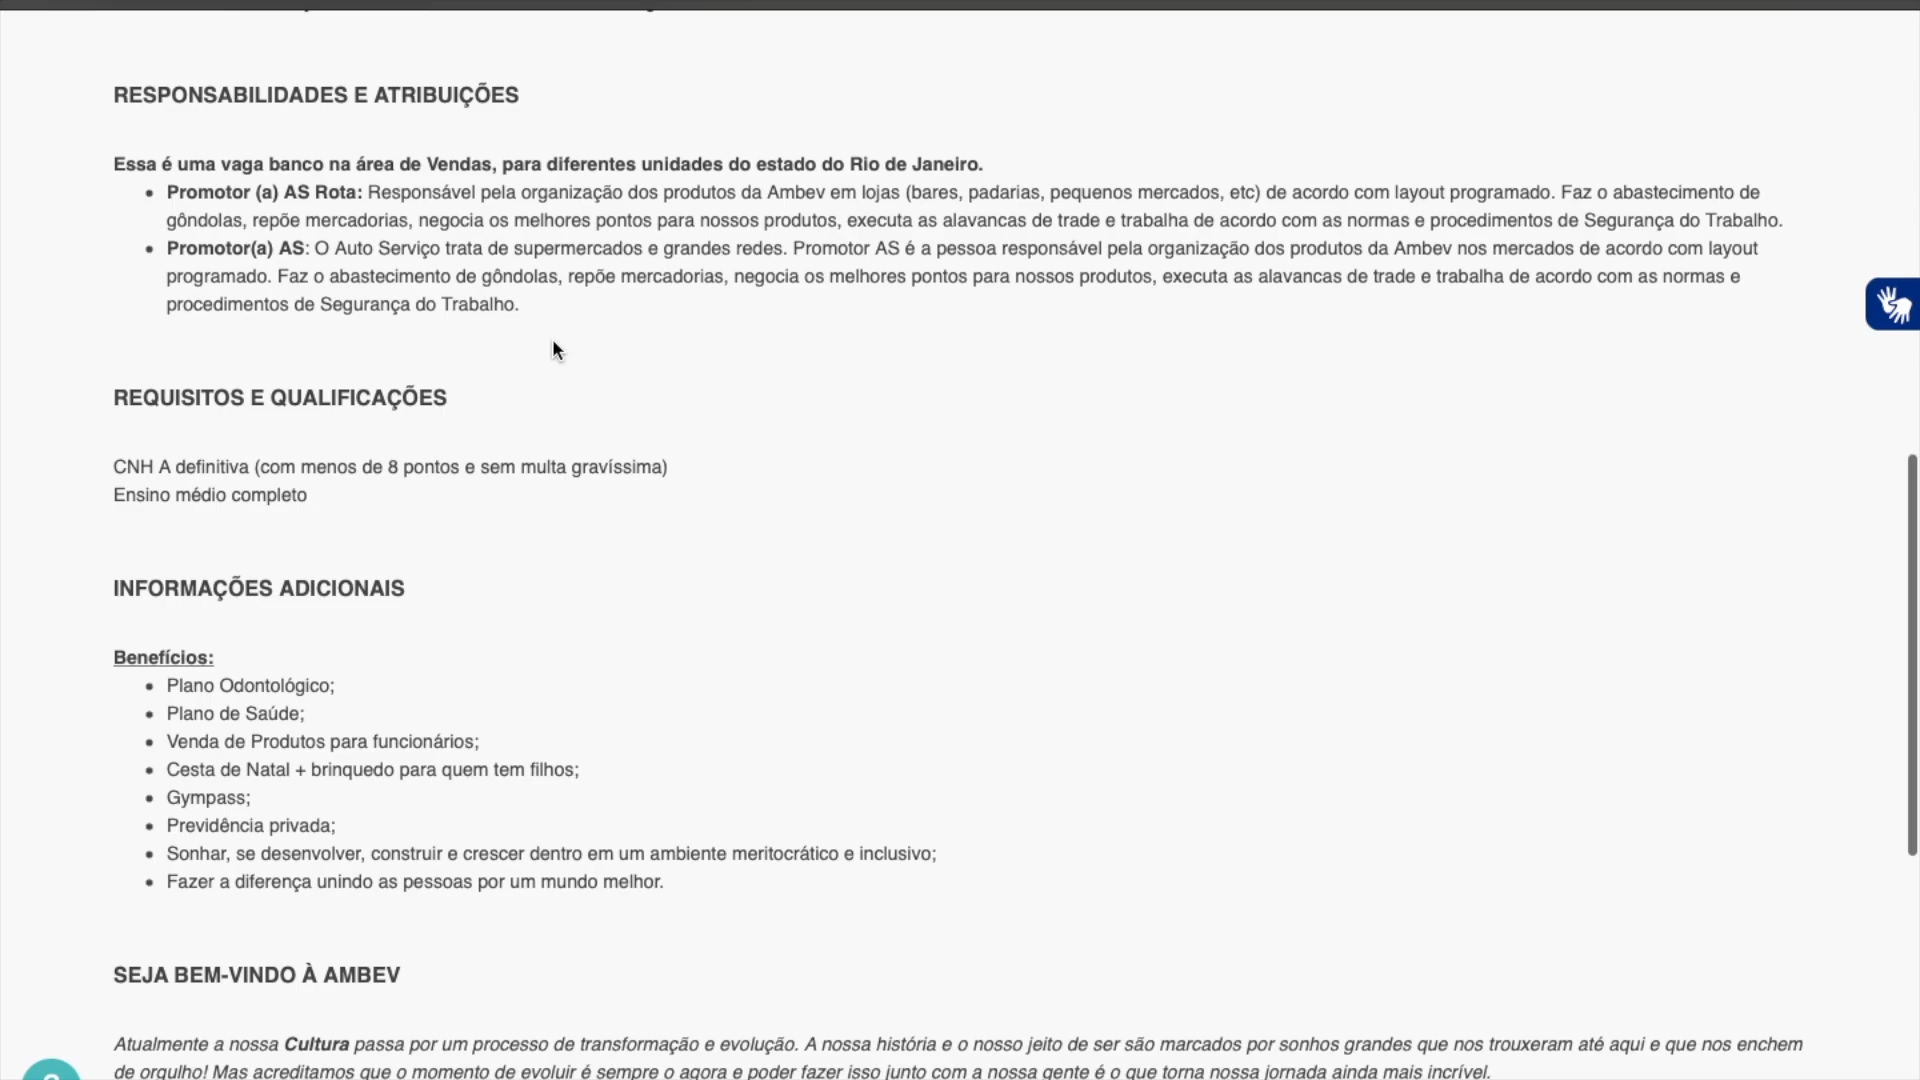 RESPONSABILIDADES E ATRIBUIÇÕES
Essa é uma vaga banco na área de Vendas, para diferentes unidades do estado do Rio de Janeiro.
• Promotor (a) AS Rota: Responsável pela organização dos produtos da Ambev em lojas (bares, padarias, pequenos mercados, etc) de acordo com layout programado. Faz o abastecimento de
gôndolas, repõe mercadorias, negocia os melhores pontos para nossos produtos, executa as alavancas de trade e trabalha de acordo com as normas e procedimentos de Segurança do Trabalho.
• Promotor(a) AS: O Auto Serviço trata de supermercados e grandes redes. Promotor AS é a pessoa responsável pela organização dos produtos da Ambev nos mercados de acordo com layout
programado. Faz o abastecimento de gôndolas, repõe mercadorias, negocia os melhores pontos para nossos produtos, executa as alavancas de trade e trabalha de acordo com as normas e
procedimentos de Segurança do Trabalho.
REQUISITOS E QUALIFICAÇÕES
CNH A definitiva (com menos de 8 pontos e sem multa gravíssima)
Ensino médio completo
INFORMAÇÕES ADICIONAIS
Benefícios:
• Plano Odontológico;
• Plano de Saúde;
• Venda de Produtos para funcionários;
• Cesta de Natal + brinquedo para quem tem filhos;
• Gympass;
• Previdência privada;
• Sonhar, se desenvolver, construir e crescer dentro em um ambiente meritocrático e inclusivo;
• Fazer a diferença unindo as pessoas por um mundo melhor.
SEJA BEM-VINDO À AMBEV
Atualmente a nossa Cultura passa por um processo de transformação e evolução. A nossa história e o nosso jeito de ser são marcados por sonhos grandes que nos trouxeram até aqui e que nos enchem
de orgulho! Mas acreditamos que o momento de evoluir é sempre o agora e poder fazer isso junto com a nossa gente é o que torna nossa jornada ainda mais incrível.